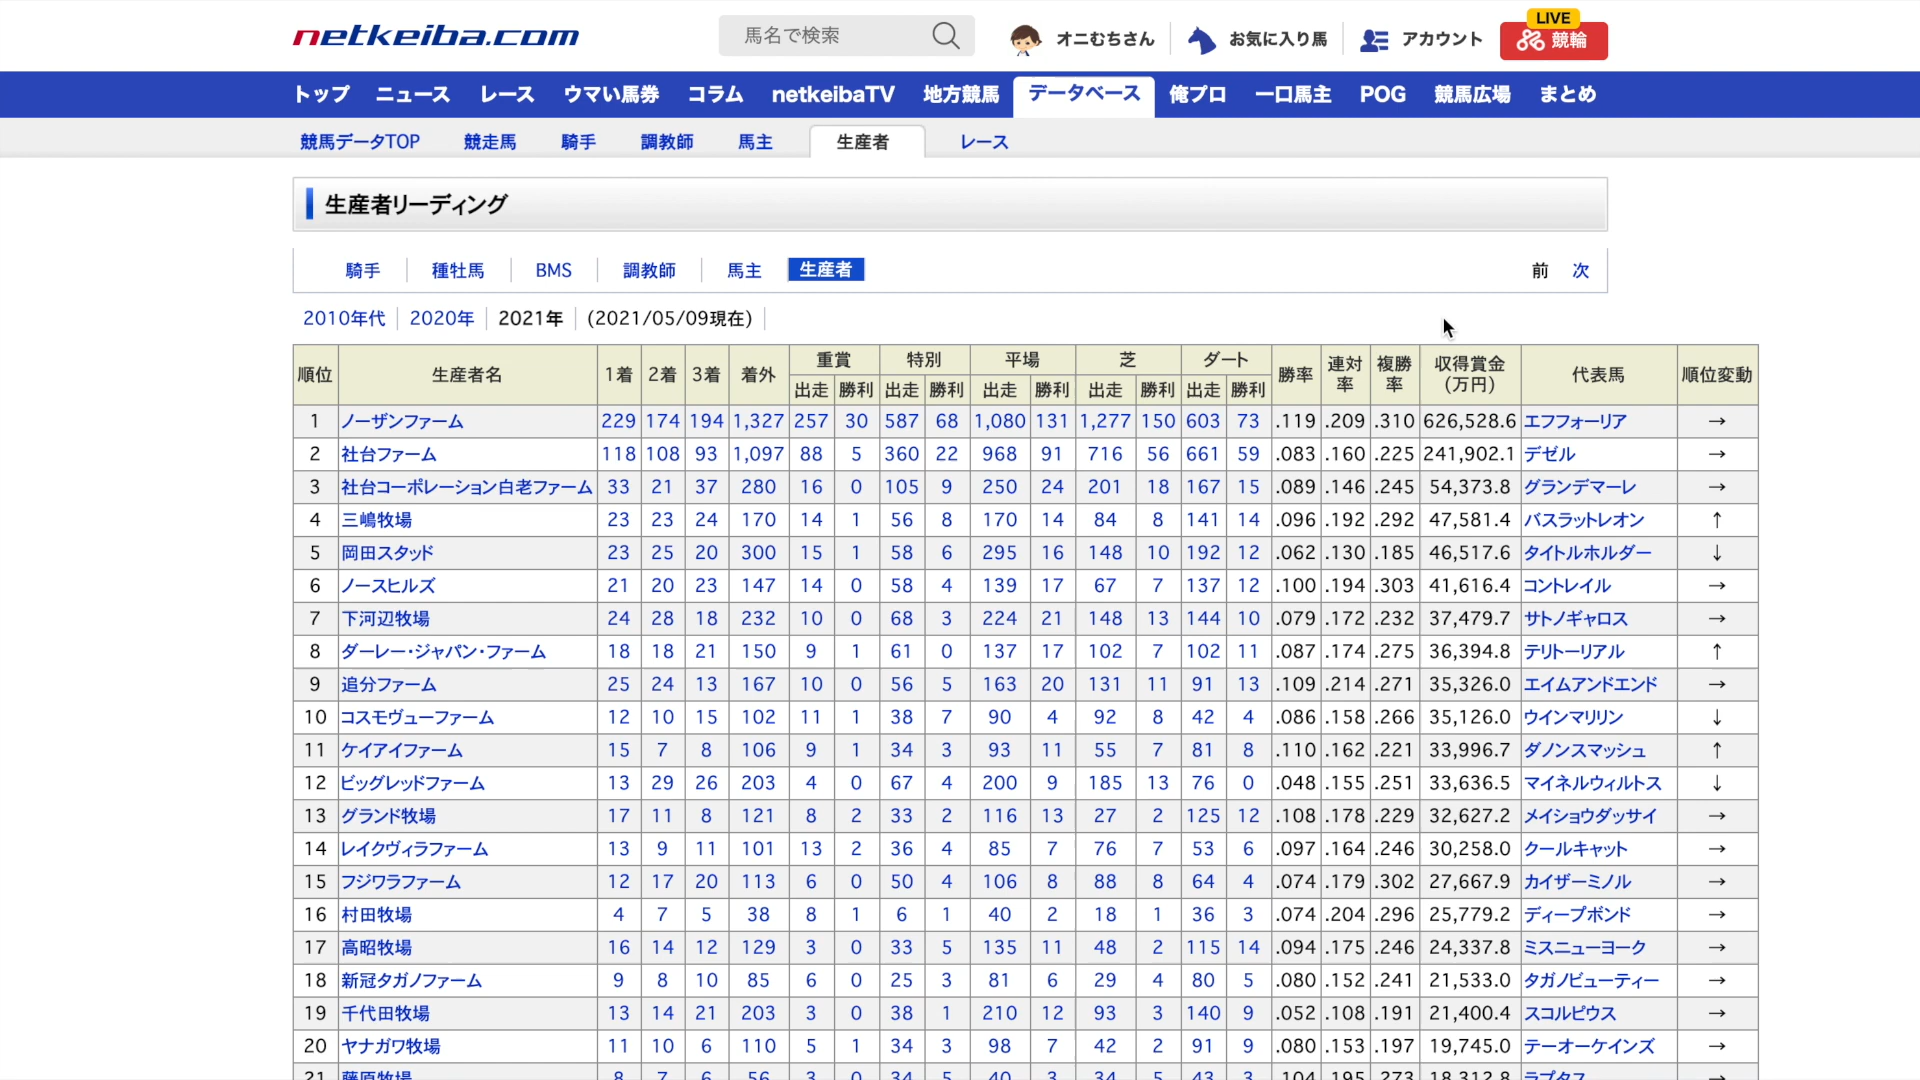 netkeiba.com 馬名で検索 オニむちさん お気に入り馬 アカウント LIVE 競輪
トップ ニュース レース ウマい馬券 コラム netkeibaTV 地方競馬 データベース 俺プロ 一口馬主 POG 競馬広場 まとめ
競馬データTOP 競走馬 騎手 調教師 馬主 生産者 レース
生産者リーディング
騎手 種牡馬 BMS 調教師 馬主 生産者 前 次
2010年代 2020年 2021年 (2021/05/09現在)
順位 生産者名 1着 2着 3着 着外 重賞 特別 平場 芝 ダート 勝率 連対率 複勝率 収得賞金(万円) 代表馬 順位変動
出走 勝利 出走 勝利 出走 勝利 出走 勝利 出走 勝利
1 ノーザンファーム 229 174 194 1,327 257 30 587 68 1,080 131 1,277 150 603 73 .119 .209 .310 626,528.6 エフフォーリア →
2 社台ファーム 118 108 93 1,097 88 5 360 22 968 91 716 56 661 59 .083 .160 .225 241,902.1 デゼル →
3 社台コーポレーション白老ファーム 33 21 37 280 16 0 105 9 250 24 201 18 167 15 .089 .146 .245 54,373.8 グランデマーレ →
4 三嶋牧場 23 23 24 170 14 1 56 8 170 14 84 8 141 14 .096 .192 .292 47,581.4 バスラットレオン ↑
5 岡田スタッド 23 25 20 300 15 1 58 6 295 16 148 10 192 12 .062 .130 .185 46,517.6 タイトルホルダー ↓
6 ノースヒルズ 21 20 23 147 14 0 58 4 139 17 67 7 137 12 .100 .194 .303 41,616.4 コントレイル →
7 下河辺牧場 24 28 18 232 10 0 68 3 224 21 148 13 144 10 .079 .172 .232 37,479.7 サトノギャロス →
8 ダーレー・ジャパン・ファーム 18 18 21 150 9 1 61 0 137 17 102 7 102 11 .087 .174 .275 36,394.8 テリトーリアル ↑
9 追分ファーム 25 24 13 167 10 0 56 5 163 20 131 11 91 13 .109 .214 .271 35,326.0 エイムアンドエンド →
10 コスモヴューファーム 12 10 15 102 11 1 38 7 90 4 92 8 42 4 .086 .158 .266 35,126.0 ウインマリリン ↓
11 ケイアイファーム 15 7 8 106 9 1 34 3 93 11 55 7 81 8 .110 .162 .221 33,996.7 ダノンスマッシュ ↑
12 ビッグレッドファーム 13 29 26 203 4 0 67 4 200 9 185 13 76 0 .048 .155 .251 33,636.5 マイネルウィルトス ↓
13 グランド牧場 17 11 8 121 8 2 33 2 116 13 27 2 125 12 .108 .178 .229 32,627.2 メイショウダッサイ →
14 レイクヴィラファーム 13 9 11 101 13 2 36 4 85 7 76 7 53 6 .097 .164 .246 30,258.0 クールキャット →
15 フジワラファーム 12 17 20 113 6 0 50 4 106 8 88 8 64 4 .074 .179 .302 27,667.9 カイザーミノル →
16 村田牧場 4 7 5 38 8 1 6 1 40 2 18 1 36 3 .074 .204 .296 25,779.2 ディープボンド →
17 高昭牧場 16 14 12 129 3 0 33 5 135 11 48 2 115 14 .094 .175 .246 24,337.8 ミスニューヨーク →
18 新冠タガノファーム 9 8 10 85 6 0 25 3 81 6 29 4 80 5 .080 .152 .241 21,533.0 タガノビューティー →
19 千代田牧場 13 14 21 203 3 0 38 1 210 12 93 3 140 9 .052 .108 .191 21,400.4 スコルピウス →
20 ヤナガワ牧場 11 10 6 110 5 1 34 3 98 7 42 2 91 9 .080 .153 .197 19,745.0 テーオーケインズ →
21 藤原牧場 8 7 6 56 3 0 34 5 40 3 34 5 43 3 .104 .195 .273 18,312.8 ラプタス →